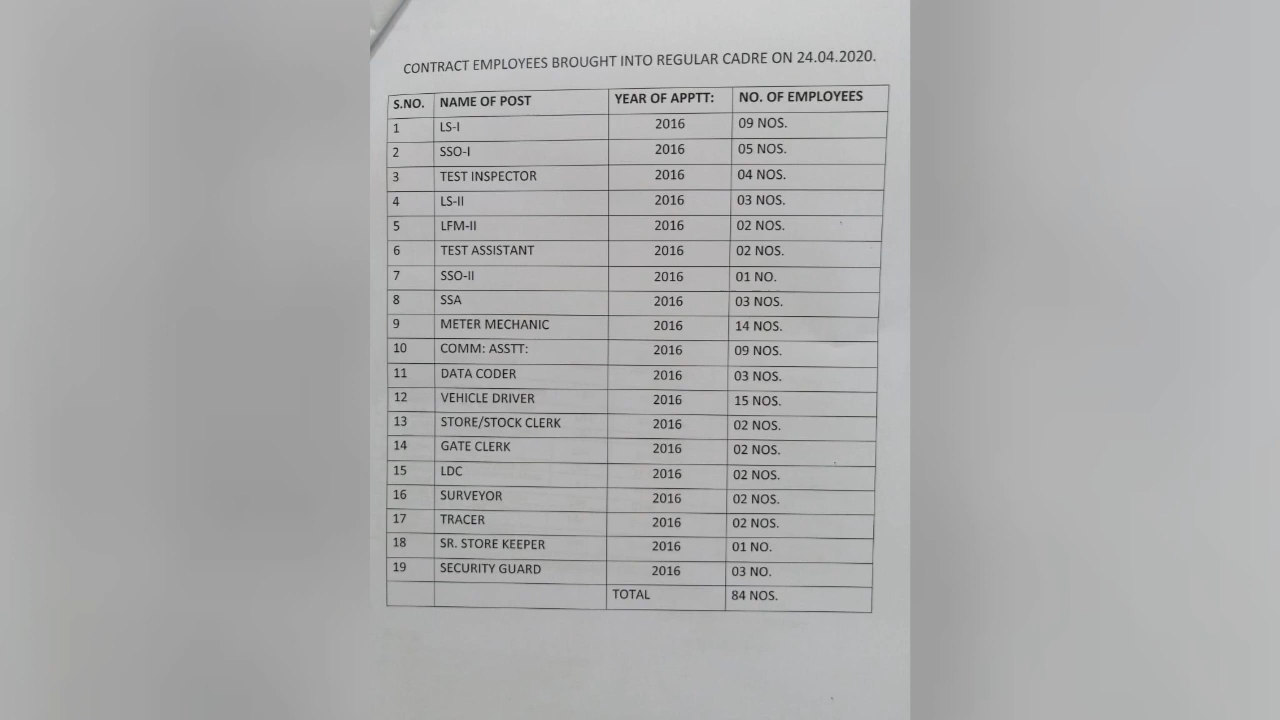 CONTRACT EMPLOYEES BROUGHT INTO REGULAR CADRE ON 24.04.2020.
S.NO. NAME OF POST YEAR OF APPTT: NO. OF EMPLOYEES
1 LS-I 2016 09 NOS.
2 SSO-I 2016 05 NOS.
3 TEST INSPECTOR 2016 04 NOS.
4 LS-II 2016 03 NOS.
5 LFM-II 2016 02 NOS.
6 TEST ASSISTANT 2016 02 NOS.
7 SSO-II 2016 01 NO.
8 SSA 2016 03 NOS.
9 METER MECHANIC 2016 14 NOS.
10 COMM: ASSTT: 2016 09 NOS.
11 DATA CODER 2016 03 NOS.
12 VEHICLE DRIVER 2016 15 NOS.
13 STORE/STOCK CLERK 2016 02 NOS.
14 GATE CLERK 2016 02 NOS.
15 LDC 2016 02 NOS.
16 SURVEYOR 2016 02 NOS.
17 TRACER 2016 02 NOS.
18 SR. STORE KEEPER 2016 01 NO.
19 SECURITY GUARD 2016 03 NO.
TOTAL 84 NOS.